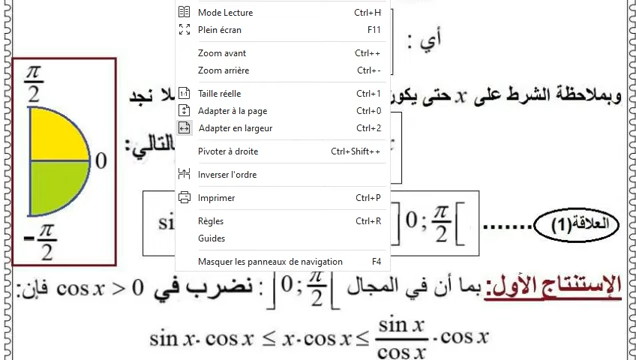 Mode Lecture Ctrl+H
Plein écran F11
أي :
Zoom avant Ctrl++
Zoom arrière Ctrl+-
π/2
Taille réelle Ctrl+1
وبملاحظة الشرط على x حتى يكون
نجد
Adapter à la page Ctrl+0
Adapter en largeur Ctrl+2
بالتالي:
0
Pivoter à droite Ctrl+Shift++
Inverser l'ordre
Imprimer Ctrl+P
Règles Ctrl+R
]0;π/2[ ....... العلاقة(1)
-π/2
Guides
Masquer les panneaux de navigation F4
الإستنتاج الأول: بما أن في المجال ]0;π/2[ : نضرب في cos x > 0 فإن:
sin x · cos x ≤ x · cos x ≤ sin x/cos x · cos x